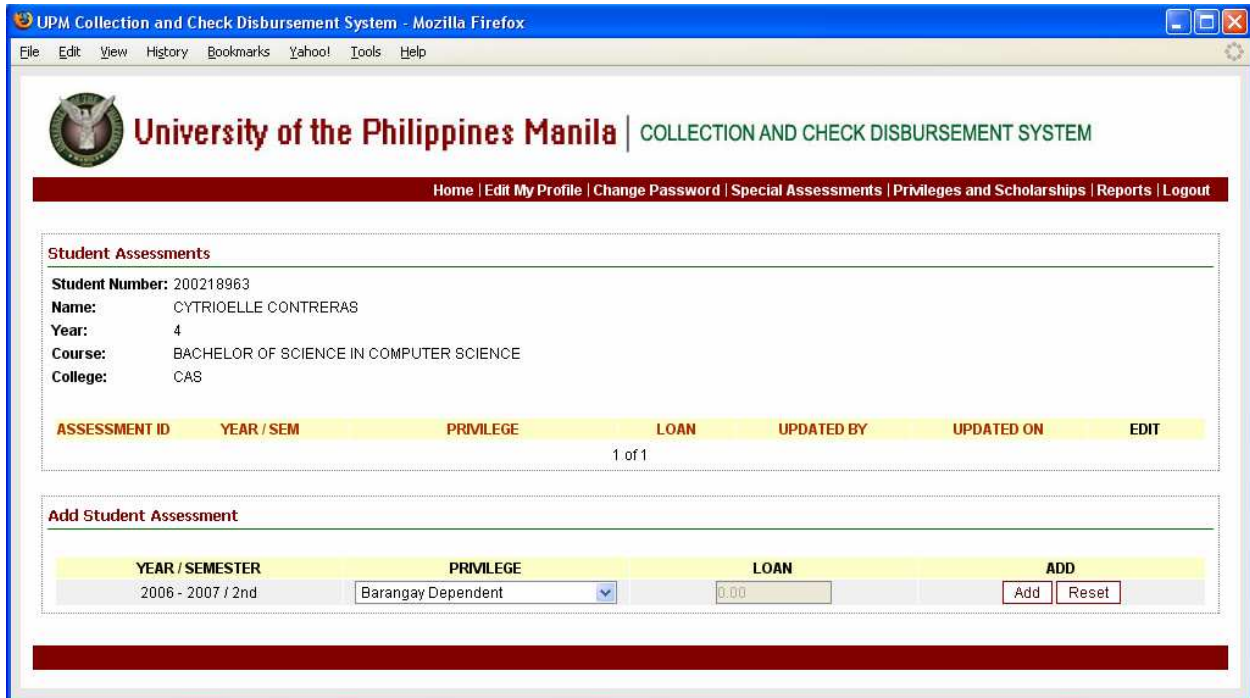 UPM Collection and Check Disbursement System - Mozilla Firefox
File Edit View History Bookmarks Yahoo! Tools Help
University of the Philippines Manila | COLLECTION AND CHECK DISBURSEMENT SYSTEM
Home | Edit My Profile | Change Password | Special Assessments | Privileges and Scholarships | Reports | Logout
Student Assessments
Student Number: 200218963
Name: CYTRIOELLE CONTRERAS
Year: 4
Course: BACHELOR OF SCIENCE IN COMPUTER SCIENCE
College: CAS
ASSESSMENT ID YEAR / SEM PRIVILEGE LOAN UPDATED BY UPDATED ON EDIT
1 of 1
Add Student Assessment
YEAR / SEMESTER PRIVILEGE LOAN ADD
2006 - 2007 / 2nd Barangay Dependent 0.00 Add Reset